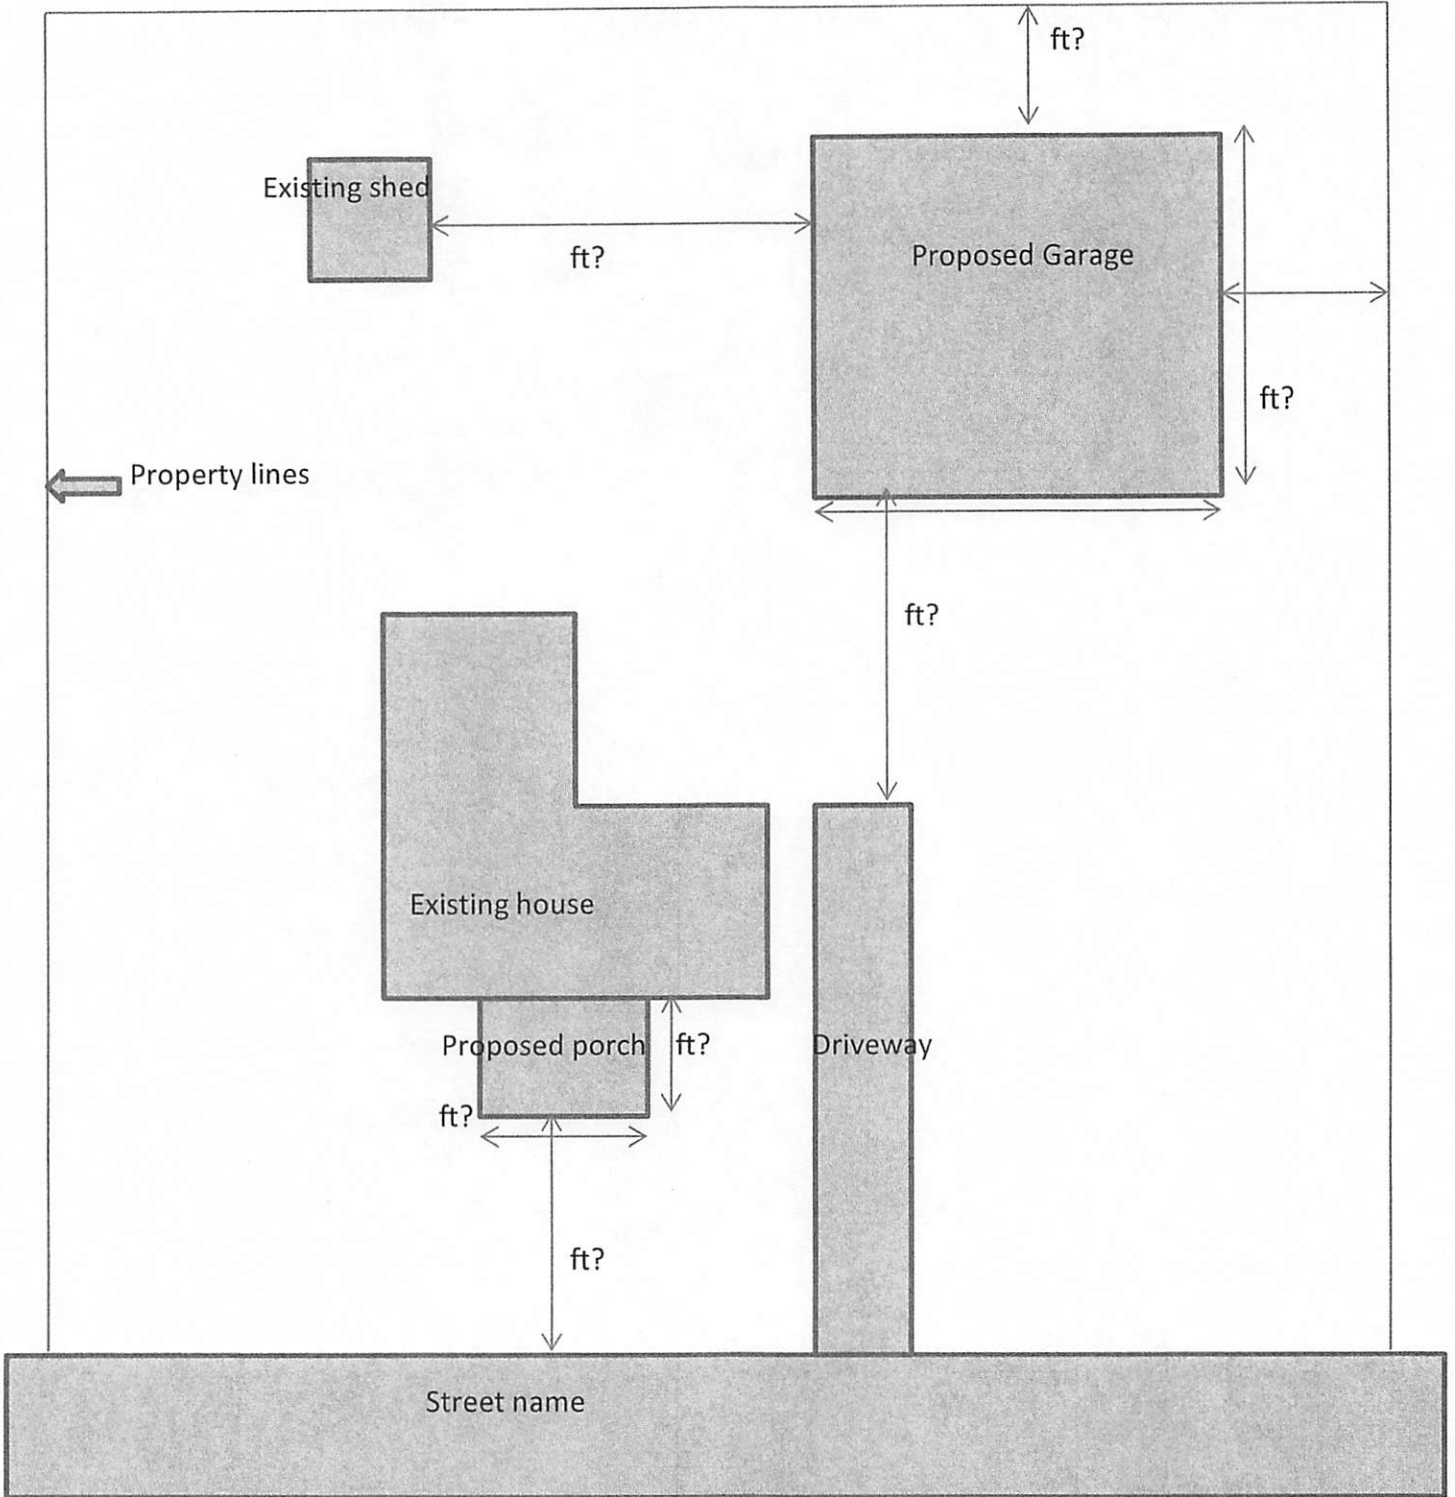 ft?
Existing shed
ft?
Proposed Garage
ft?
Property lines
ft?
Existing house
Proposed porch
ft?
Driveway
ft?
ft?
Street name